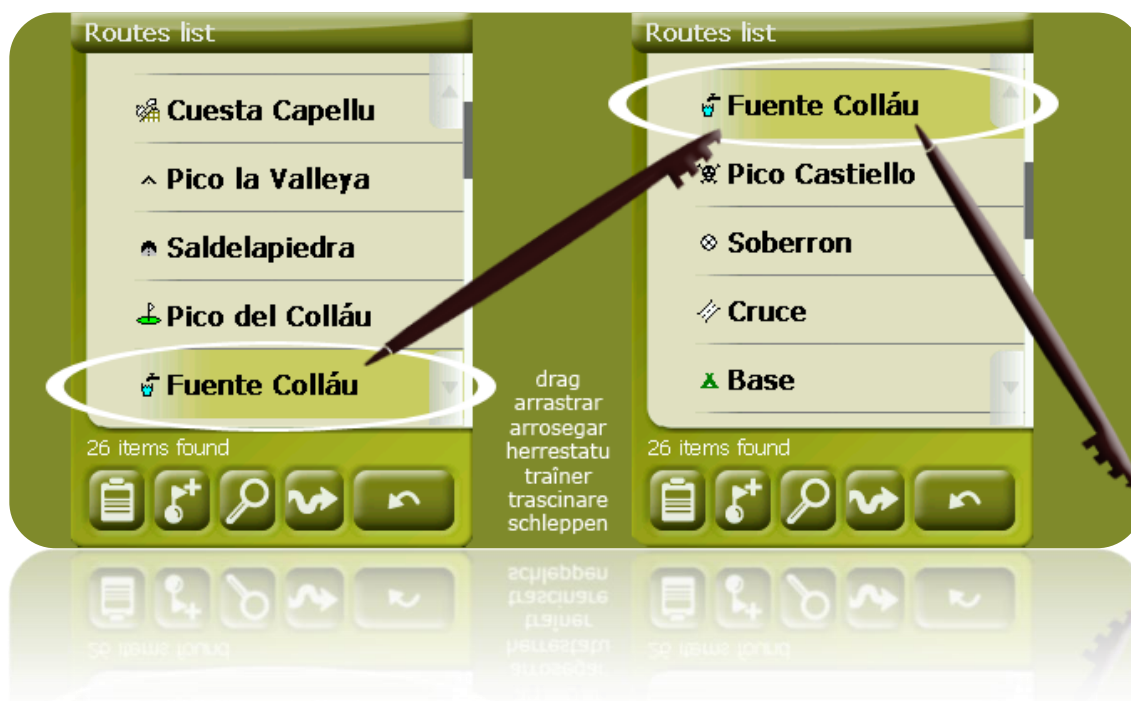 Routes list
Cuesta Capellu
Pico la Valleya
Saldelapiedra
Pico del Colláu
Fuente Colláu
26 items found
drag
arrastrar
arrosegar
herrestatu
traîner
trascinare
schleppen
Routes list
Fuente Colláu
Pico Castiello
Soberron
Cruce
Base
26 items found